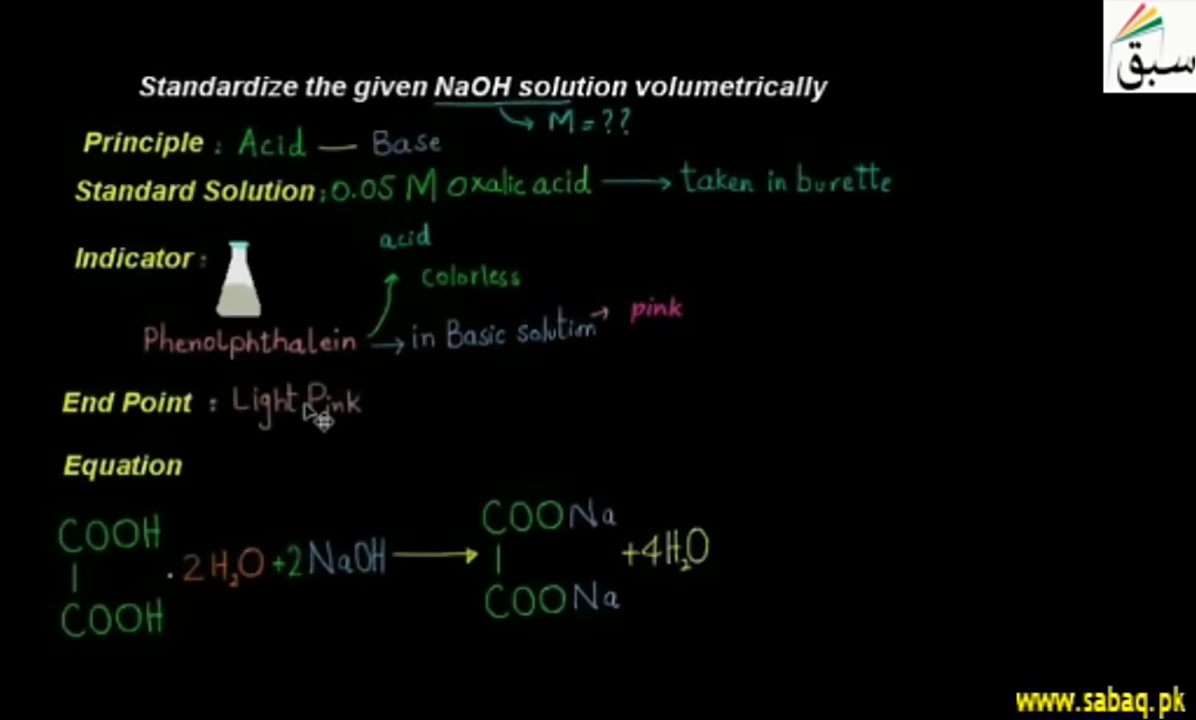 سبق
Standardize the given NaOH solution volumetrically
→ M = ??
Principle : Acid — Base
Standard Solution : 0.05 M oxalic acid → taken in burette
acid
Indicator :
colorless
pink
Phenolphthalein → in Basic solution →
End Point : Light Pink
Equation
COOH COONa
| . 2H₂O + 2NaOH → | + 4H₂O
COOH COONa
www.sabaq.pk